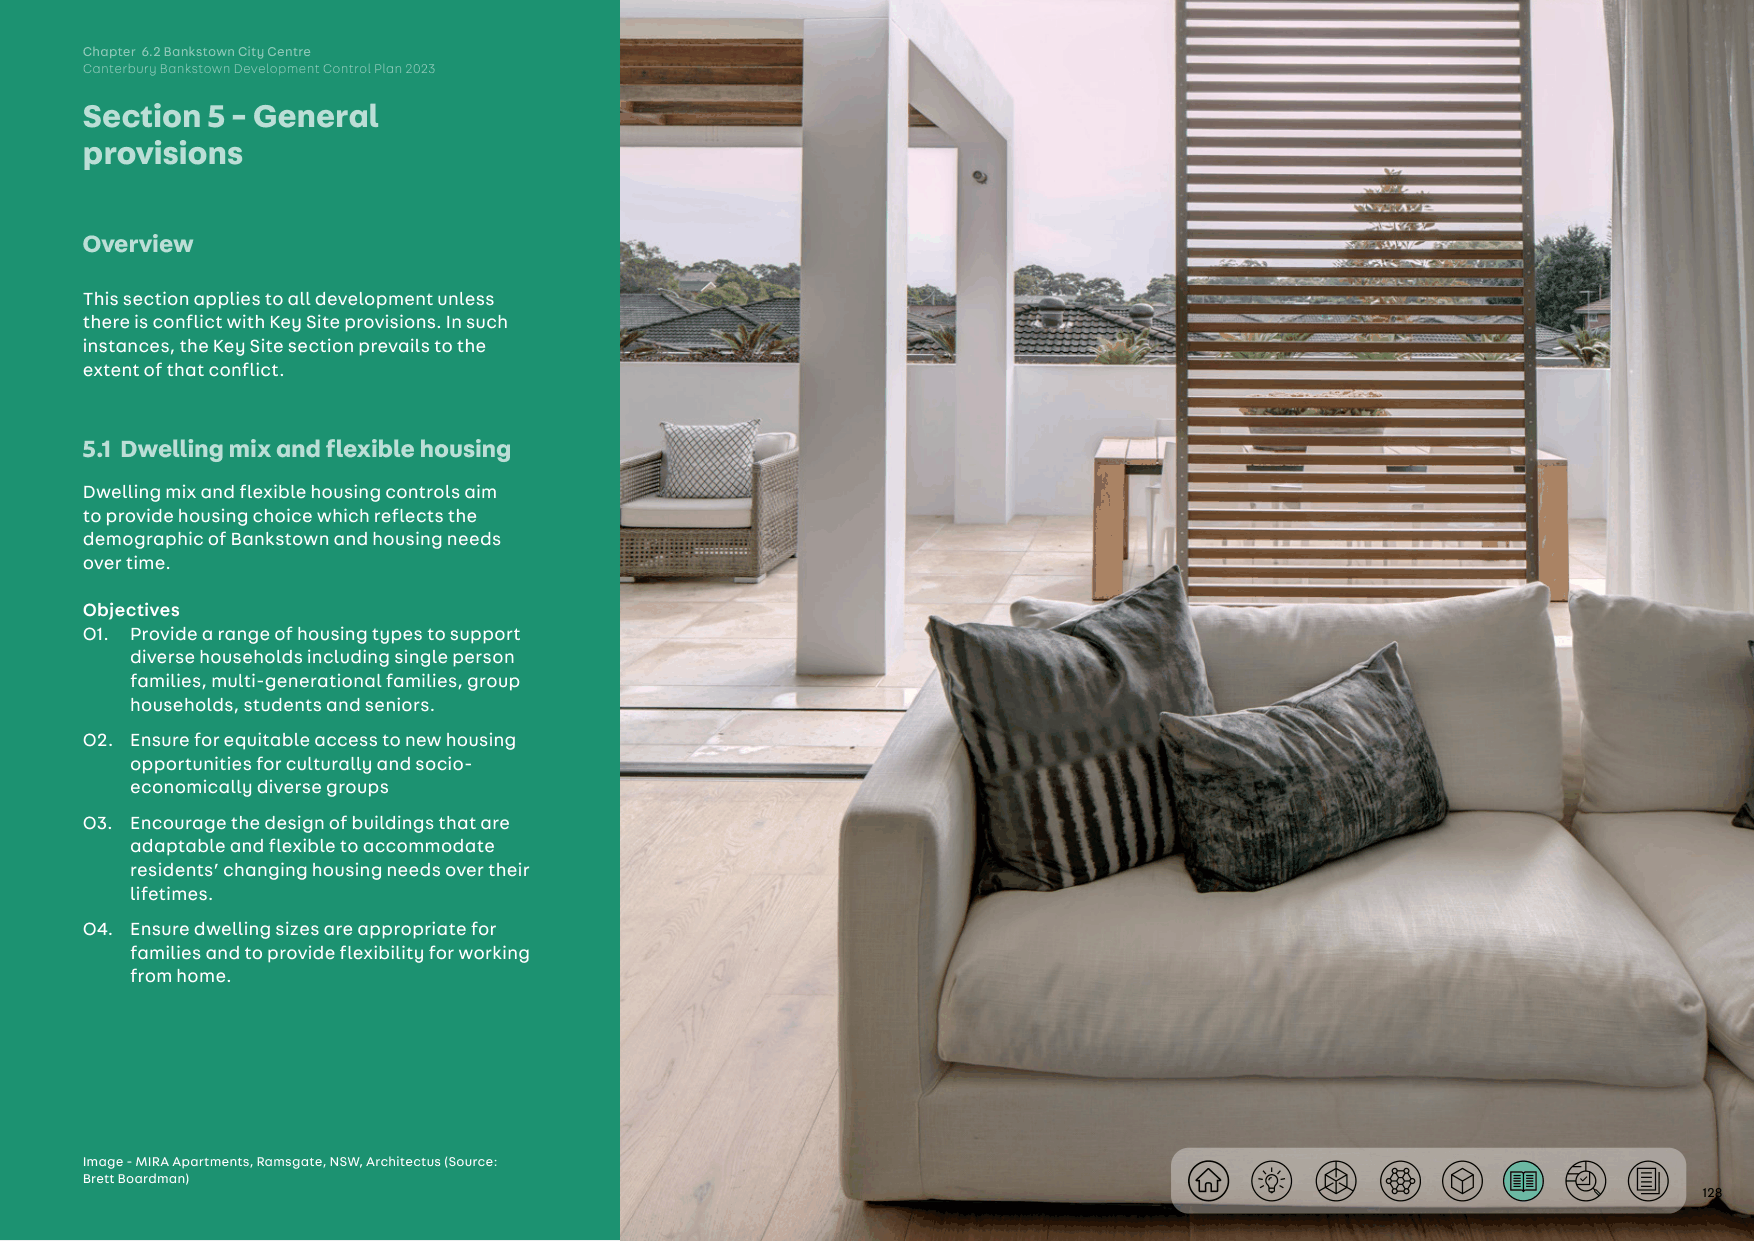 Chapter 6.2 Bankstown City Centre
Canterbury Bankstown Development Control Plan 2023
Section 5 – General
provisions
Overview
This section applies to all development unless
there is conflict with Key Site provisions. In such
instances, the Key Site section prevails to the
extent of that conflict.
5.1 Dwelling mix and flexible housing
Dwelling mix and flexible housing controls aim
to provide housing choice which reflects the
demographic of Bankstown and housing needs
over time.
Objectives
O1. Provide a range of housing types to support
diverse households including single person
families, multi-generational families, group
households, students and seniors.
O2. Ensure for equitable access to new housing
opportunities for culturally and socio-
economically diverse groups
O3. Encourage the design of buildings that are
adaptable and flexible to accommodate
residents’ changing housing needs over their
lifetimes.
O4. Ensure dwelling sizes are appropriate for
families and to provide flexibility for working
from home.
Image - MIRA Apartments, Ramsgate, NSW, Architectus (Source:
Brett Boardman)
128